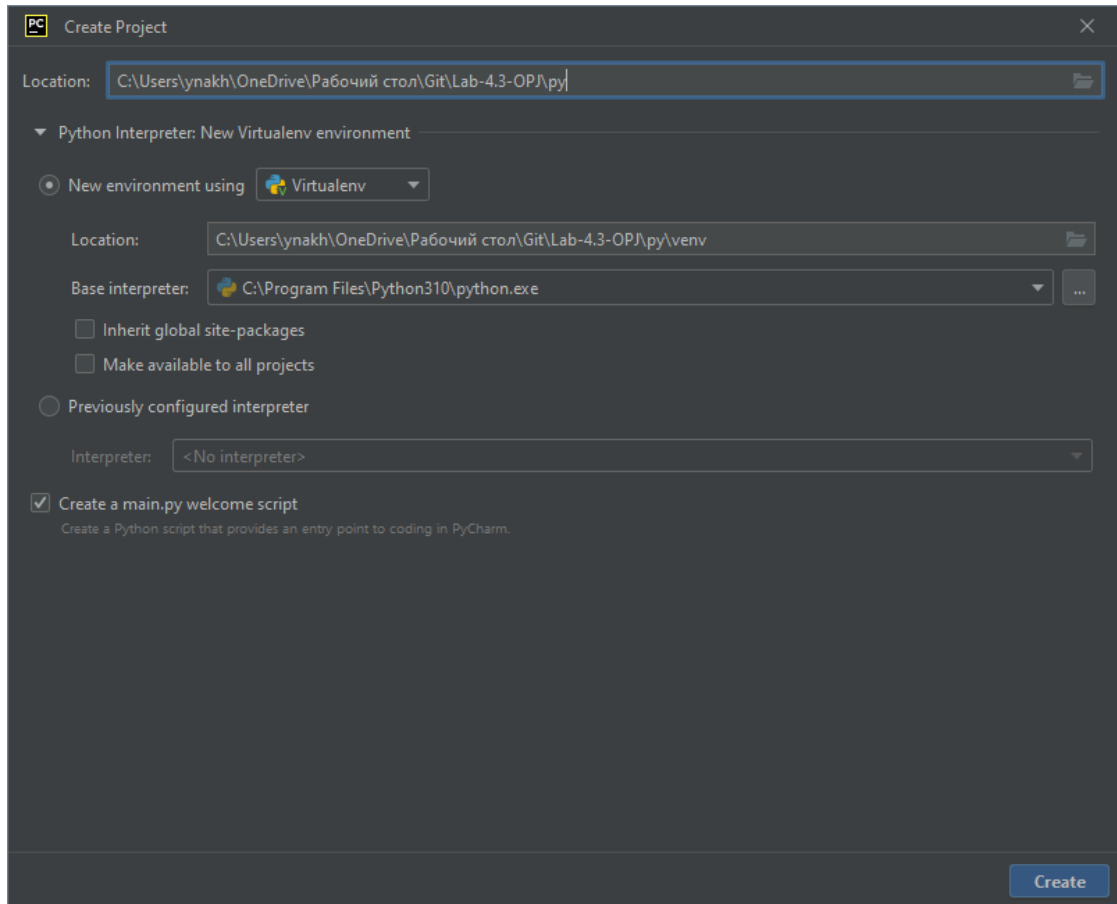 PC Create Project
Location: C:\Users\ynakh\OneDrive\Рабочий стол\Git\Lab-4.3-OPJ\py
Python Interpreter: New Virtualenv environment
New environment using V Virtualenv
Location: C:\Users\ynakh\OneDrive\Рабочий стол\Git\Lab-4.3-OPJ\py\venv
Base interpreter: C:\Program Files\Python310\python.exe ...
Inherit global site-packages
Make available to all projects
Previously configured interpreter
Interpreter: <No interpreter>
Create a main.py welcome script
Create a Python script that provides an entry point to coding in PyCharm.
Create